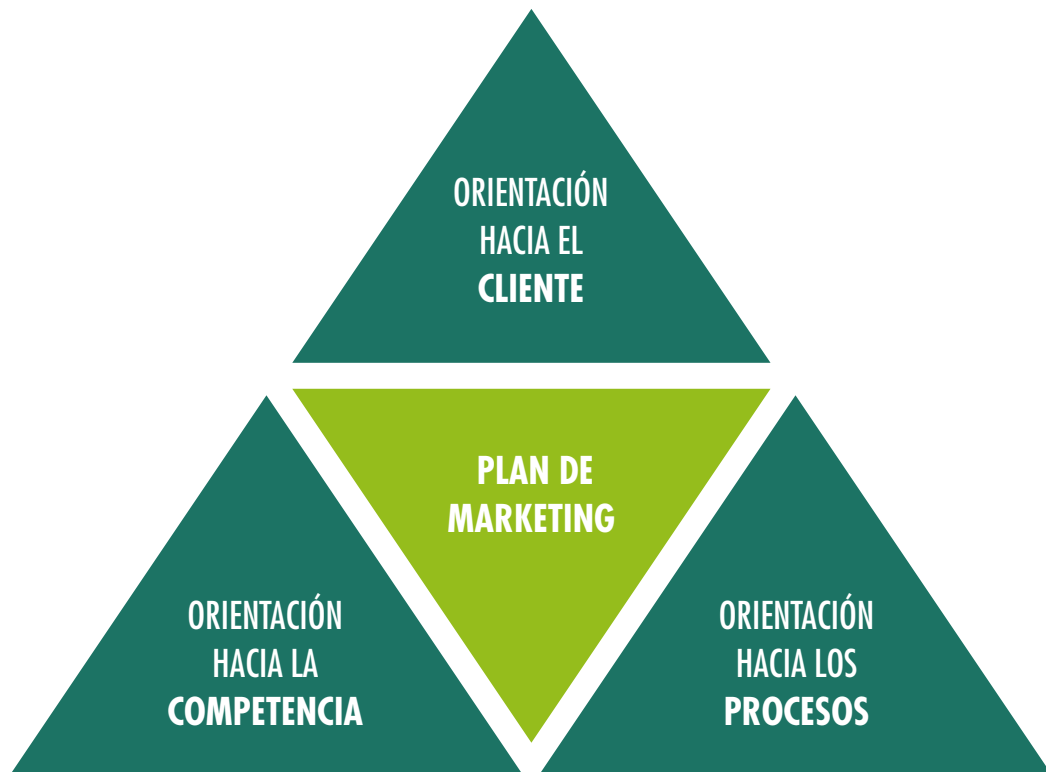 ORIENTACIÓN
HACIA EL
CLIENTE
PLAN DE
MARKETING
ORIENTACIÓN
HACIA LA
COMPETENCIA
ORIENTACIÓN
HACIA LOS
PROCESOS